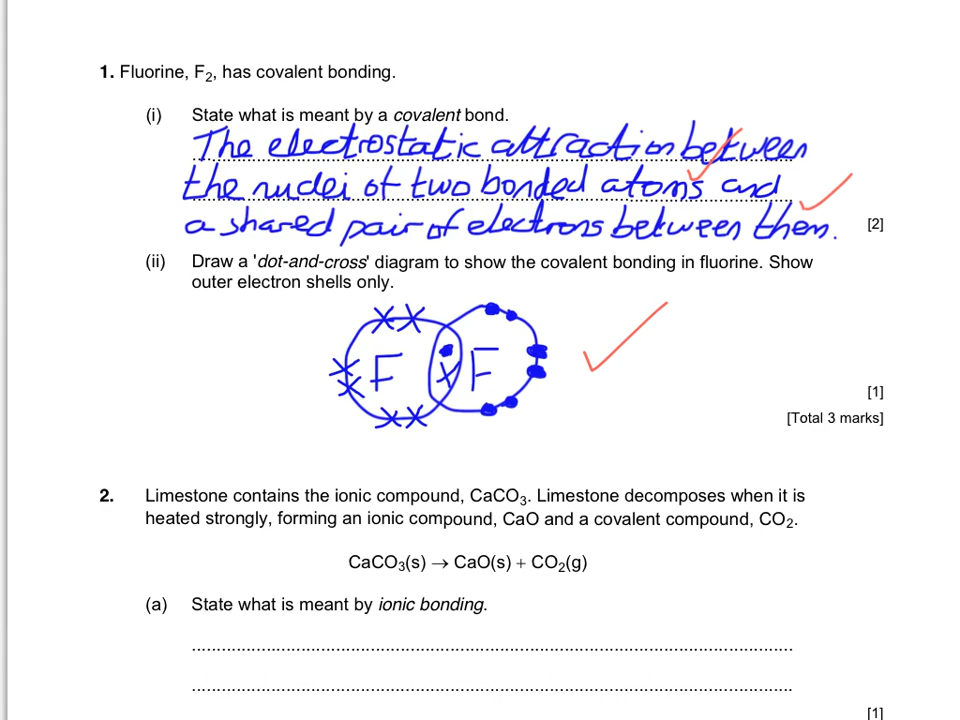 1. Fluorine, F₂, has covalent bonding.
(i) State what is meant by a covalent bond.
The electrostatic attraction between
the nuclei of two bonded atoms and
a shared pair of electrons between them.
[2]
(ii) Draw a 'dot-and-cross' diagram to show the covalent bonding in fluorine. Show
outer electron shells only.
F F
[1]
[Total 3 marks]
2. Limestone contains the ionic compound, CaCO₃. Limestone decomposes when it is
heated strongly, forming an ionic compound, CaO and a covalent compound, CO₂.
CaCO₃(s) → CaO(s) + CO₂(g)
(a) State what is meant by ionic bonding.
[1]